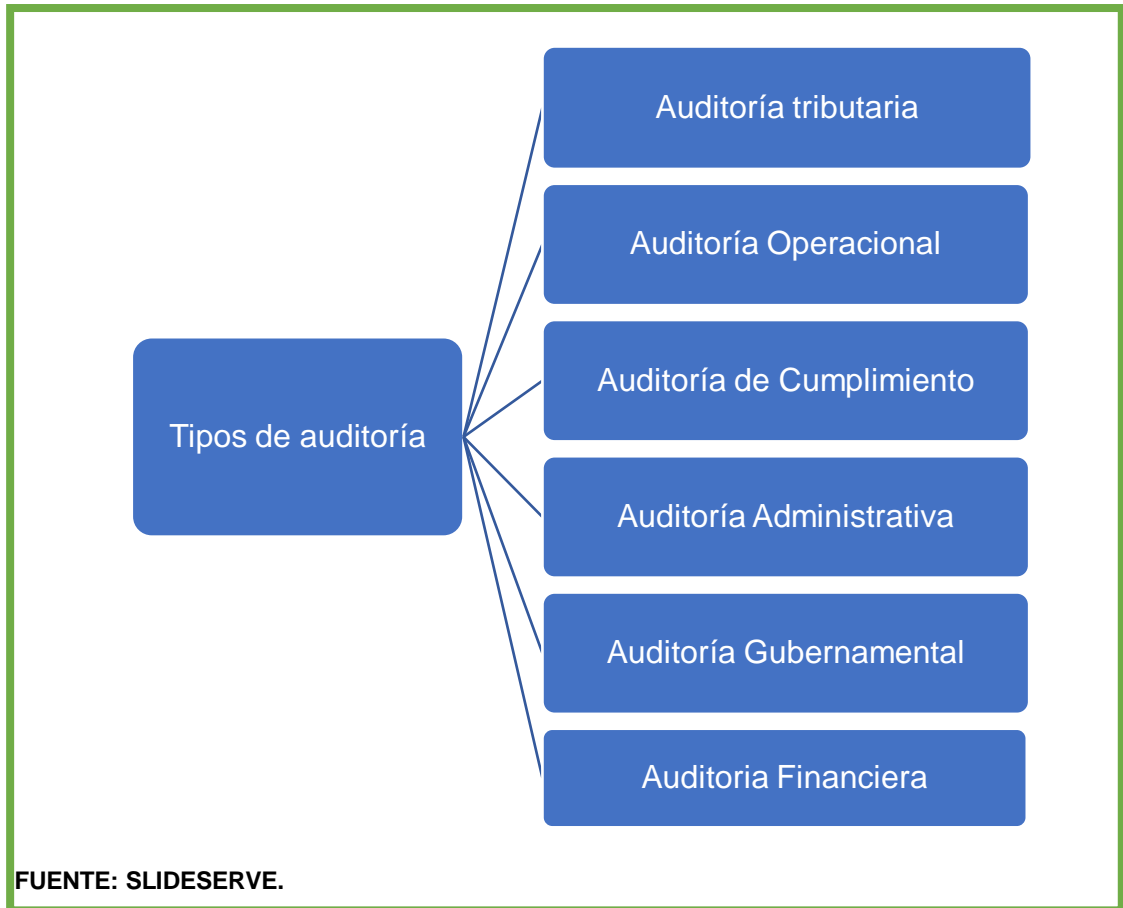 Auditoría tributaria
Auditoría Operacional
Auditoría de Cumplimiento
Tipos de auditoría
Auditoría Administrativa
Auditoría Gubernamental
Auditoria Financiera
FUENTE: SLIDESERVE.